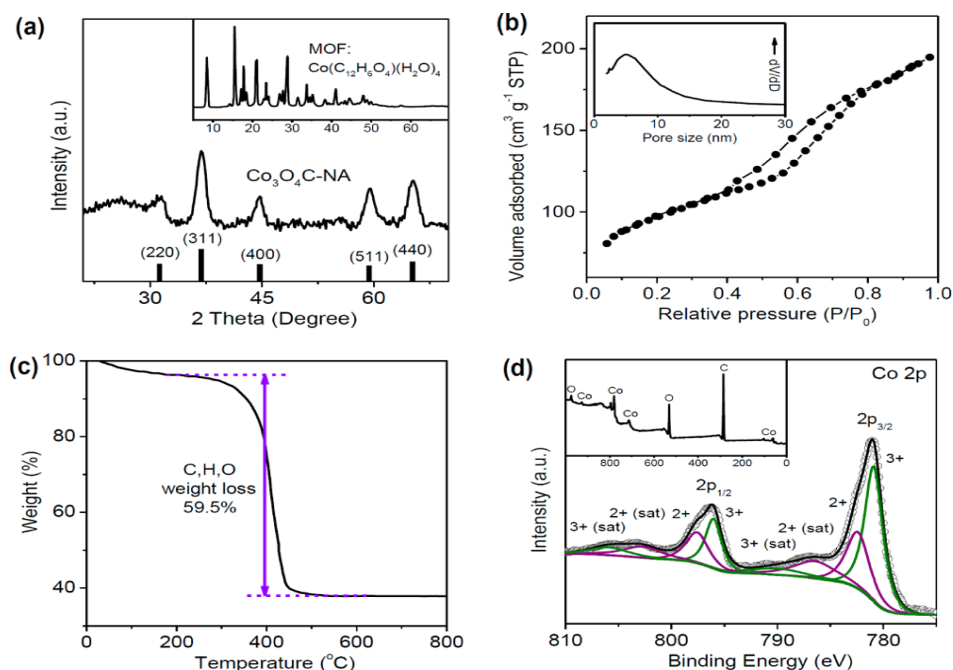 (a)
MOF:
Co(C₁₂H₆O₄)(H₂O)₄
5 10 20 30 40 50 60
Intensity (a.u.)
Co₃O₄C-NA
(220)
(311)
(400)
(511)
(440)
30 45 60
2 Theta (Degree)
(b)
200
150
100
50
Volume adsorbed (cm³ g⁻¹ STP)
dV/dD
0 10 20 30
Pore size (nm)
0.0 0.2 0.4 0.6 0.8 1.0
Relative pressure (P/P₀)
(c)
100
80
60
40
Weight (%)
C,H,O
weight loss
59.5%
0 200 400 600 800
Temperature (°C)
(d)
Co 2p
O
Co
Co
Co
O
C
Co
800 600 400 200 0
2p₃/₂
3+
2+
2p₁/₂
3+
2+
2+ (sat)
3+ (sat)
2+ (sat)
3+ (sat)
Intensity (a.u.)
810 800 790 780
Binding Energy (eV)